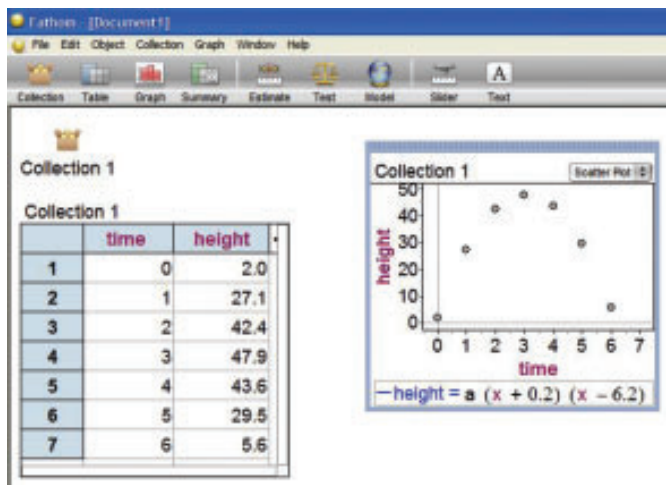 Fathom - [Document1]
File Edit Object Collection Graph Window Help
Collection Table Graph Summary Estimate Test Model Slider A Text
Collection 1
Collection 1
time height
1 0 2.0
2 1 27.1
3 2 42.4
4 3 47.9
5 4 43.6
6 5 29.5
7 6 5.6
Collection 1 Scatter Plot
50
40
30
20
10
0
height
0 1 2 3 4 5 6 7
time
height = a (x + 0.2) (x – 6.2)